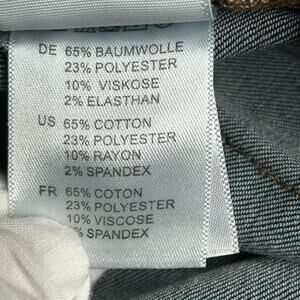 DE 65% BAUMWOLLE
23% POLYESTER
10% VISKOSE
2% ELASTHAN
US 65% COTTON
23% POLYESTER
10% RAYON
2% SPANDEX
FR 65% COTON
23% POLYESTER
10% VISCOSE
% SPANDEX